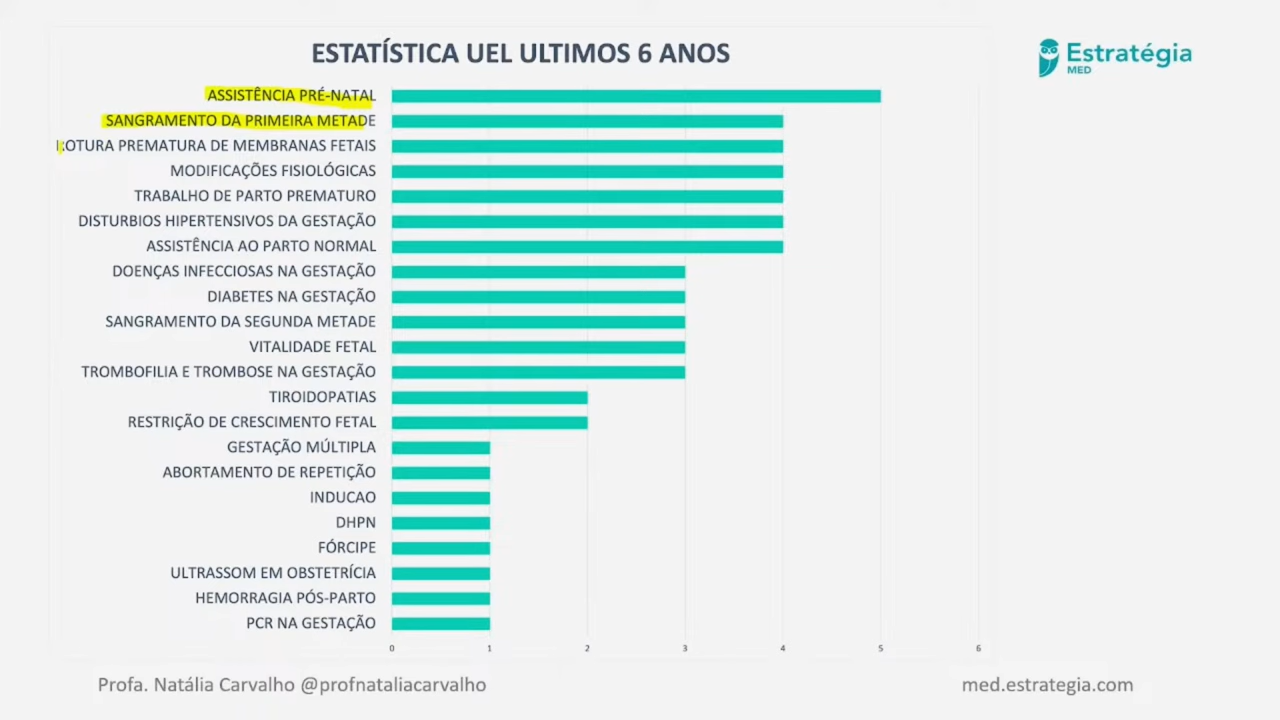 ESTATÍSTICA UEL ULTIMOS 6 ANOS
Estratégia
MED
ASSISTÊNCIA PRÉ-NATAL
SANGRAMENTO DA PRIMEIRA METADE
ROTURA PREMATURA DE MEMBRANAS FETAIS
MODIFICAÇÕES FISIOLÓGICAS
TRABALHO DE PARTO PREMATURO
DISTURBIOS HIPERTENSIVOS DA GESTAÇÃO
ASSISTÊNCIA AO PARTO NORMAL
DOENÇAS INFECCIOSAS NA GESTAÇÃO
DIABETES NA GESTAÇÃO
SANGRAMENTO DA SEGUNDA METADE
VITALIDADE FETAL
TROMBOFILIA E TROMBOSE NA GESTAÇÃO
TIROIDOPATIAS
RESTRIÇÃO DE CRESCIMENTO FETAL
GESTAÇÃO MÚLTIPLA
ABORTAMENTO DE REPETIÇÃO
INDUCAO
DHPN
FÓRCIPE
ULTRASSOM EM OBSTETRÍCIA
HEMORRAGIA PÓS-PARTO
PCR NA GESTAÇÃO
0 1 2 3 4 5 6
Profa. Natália Carvalho @profnataliacarvalho
med.estrategia.com